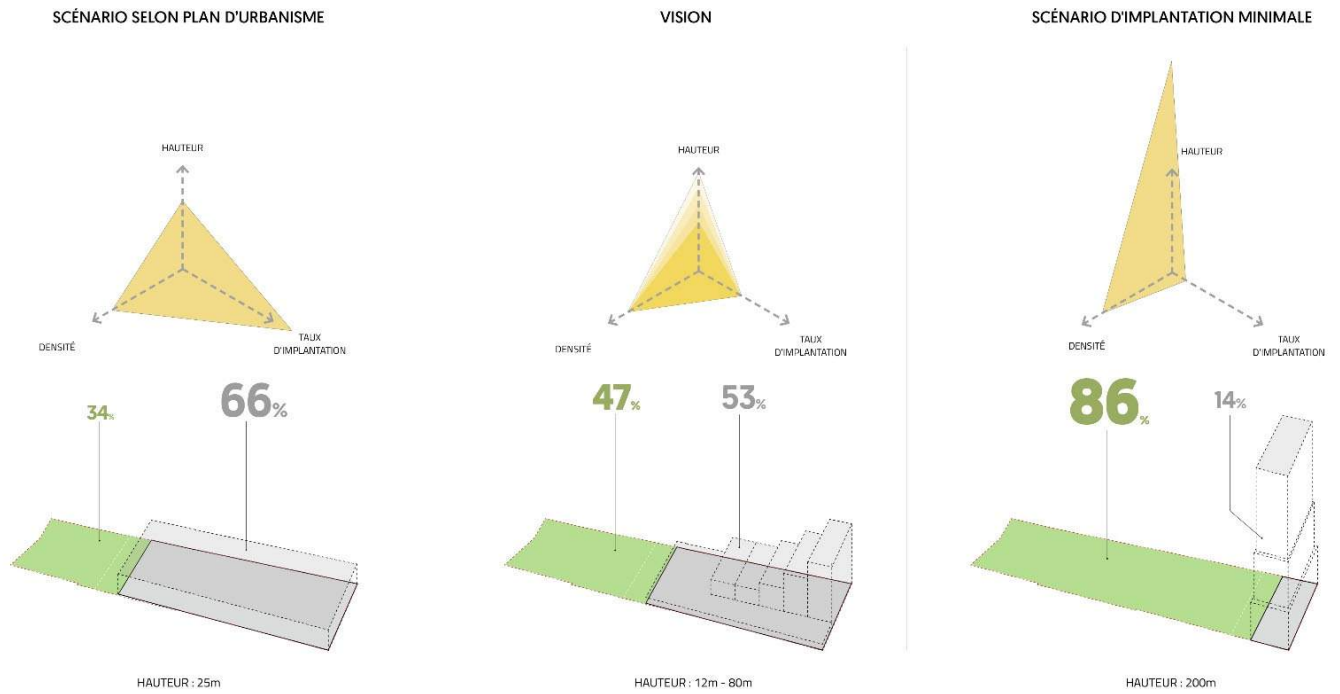 SCÉNARIO SELON PLAN D'URBANISME
HAUTEUR
DENSITÉ
TAUX
D'IMPLANTATION
34%
66%
HAUTEUR : 25m
VISION
HAUTEUR
DENSITÉ
TAUX
D'IMPLANTATION
47%
53%
HAUTEUR : 12m - 80m
SCÉNARIO D'IMPLANTATION MINIMALE
HAUTEUR
DENSITÉ
TAUX
D'IMPLANTATION
86%
14%
HAUTEUR : 200m